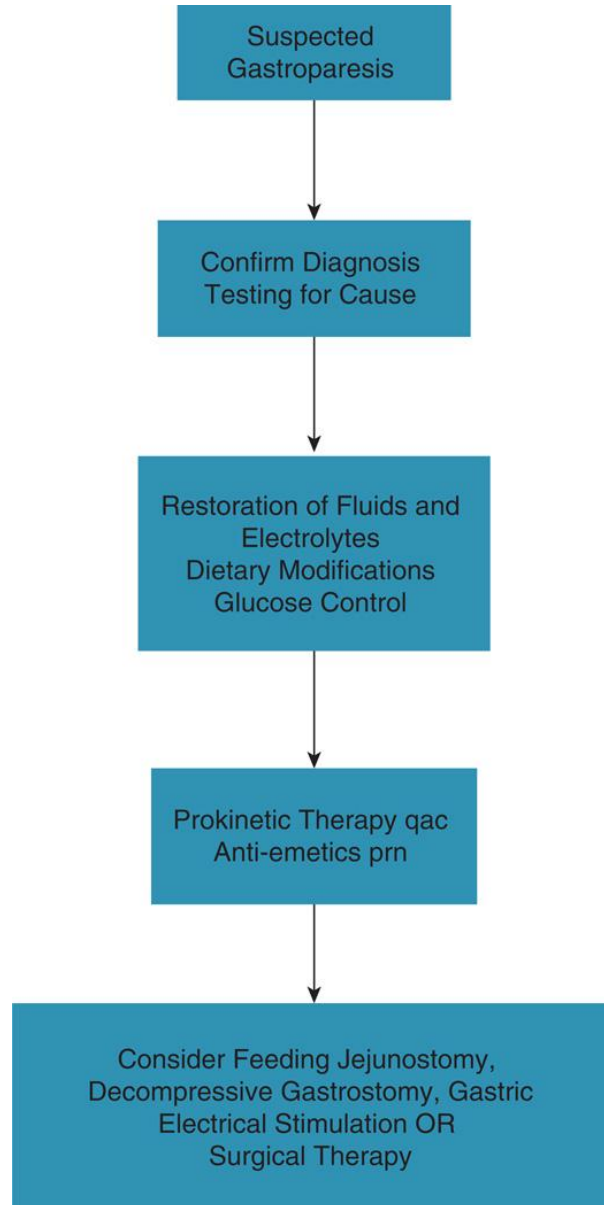 Suspected
Gastroparesis
Confirm Diagnosis
Testing for Cause
Restoration of Fluids and
Electrolytes
Dietary Modifications
Glucose Control
Prokinetic Therapy qac
Anti-emetics prn
Consider Feeding Jejunostomy,
Decompressive Gastrostomy, Gastric
Electrical Stimulation OR
Surgical Therapy